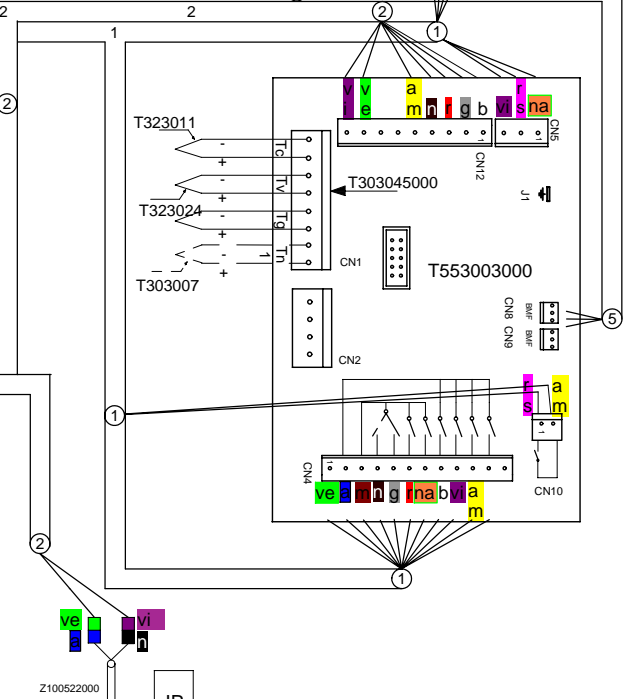 2
2
2
1
1
2
v
i
v
e
a
m
n
r
g
b
vi
r
s
na
1
1
CN5
CN12
T323011
-
+
Tc
T323024
-
+
Tv
-
+
Tg
T303007
-
+
1
Tn
T303045000
CN1
J1
T553003000
CN8
BMF
CN9
BMF
5
CN2
1
r
s
a
m
1
CN10
CN4
1
ve
a
m
n
g
r
na
b
vi
a
m
1
2
ve
vi
n
Z100522000